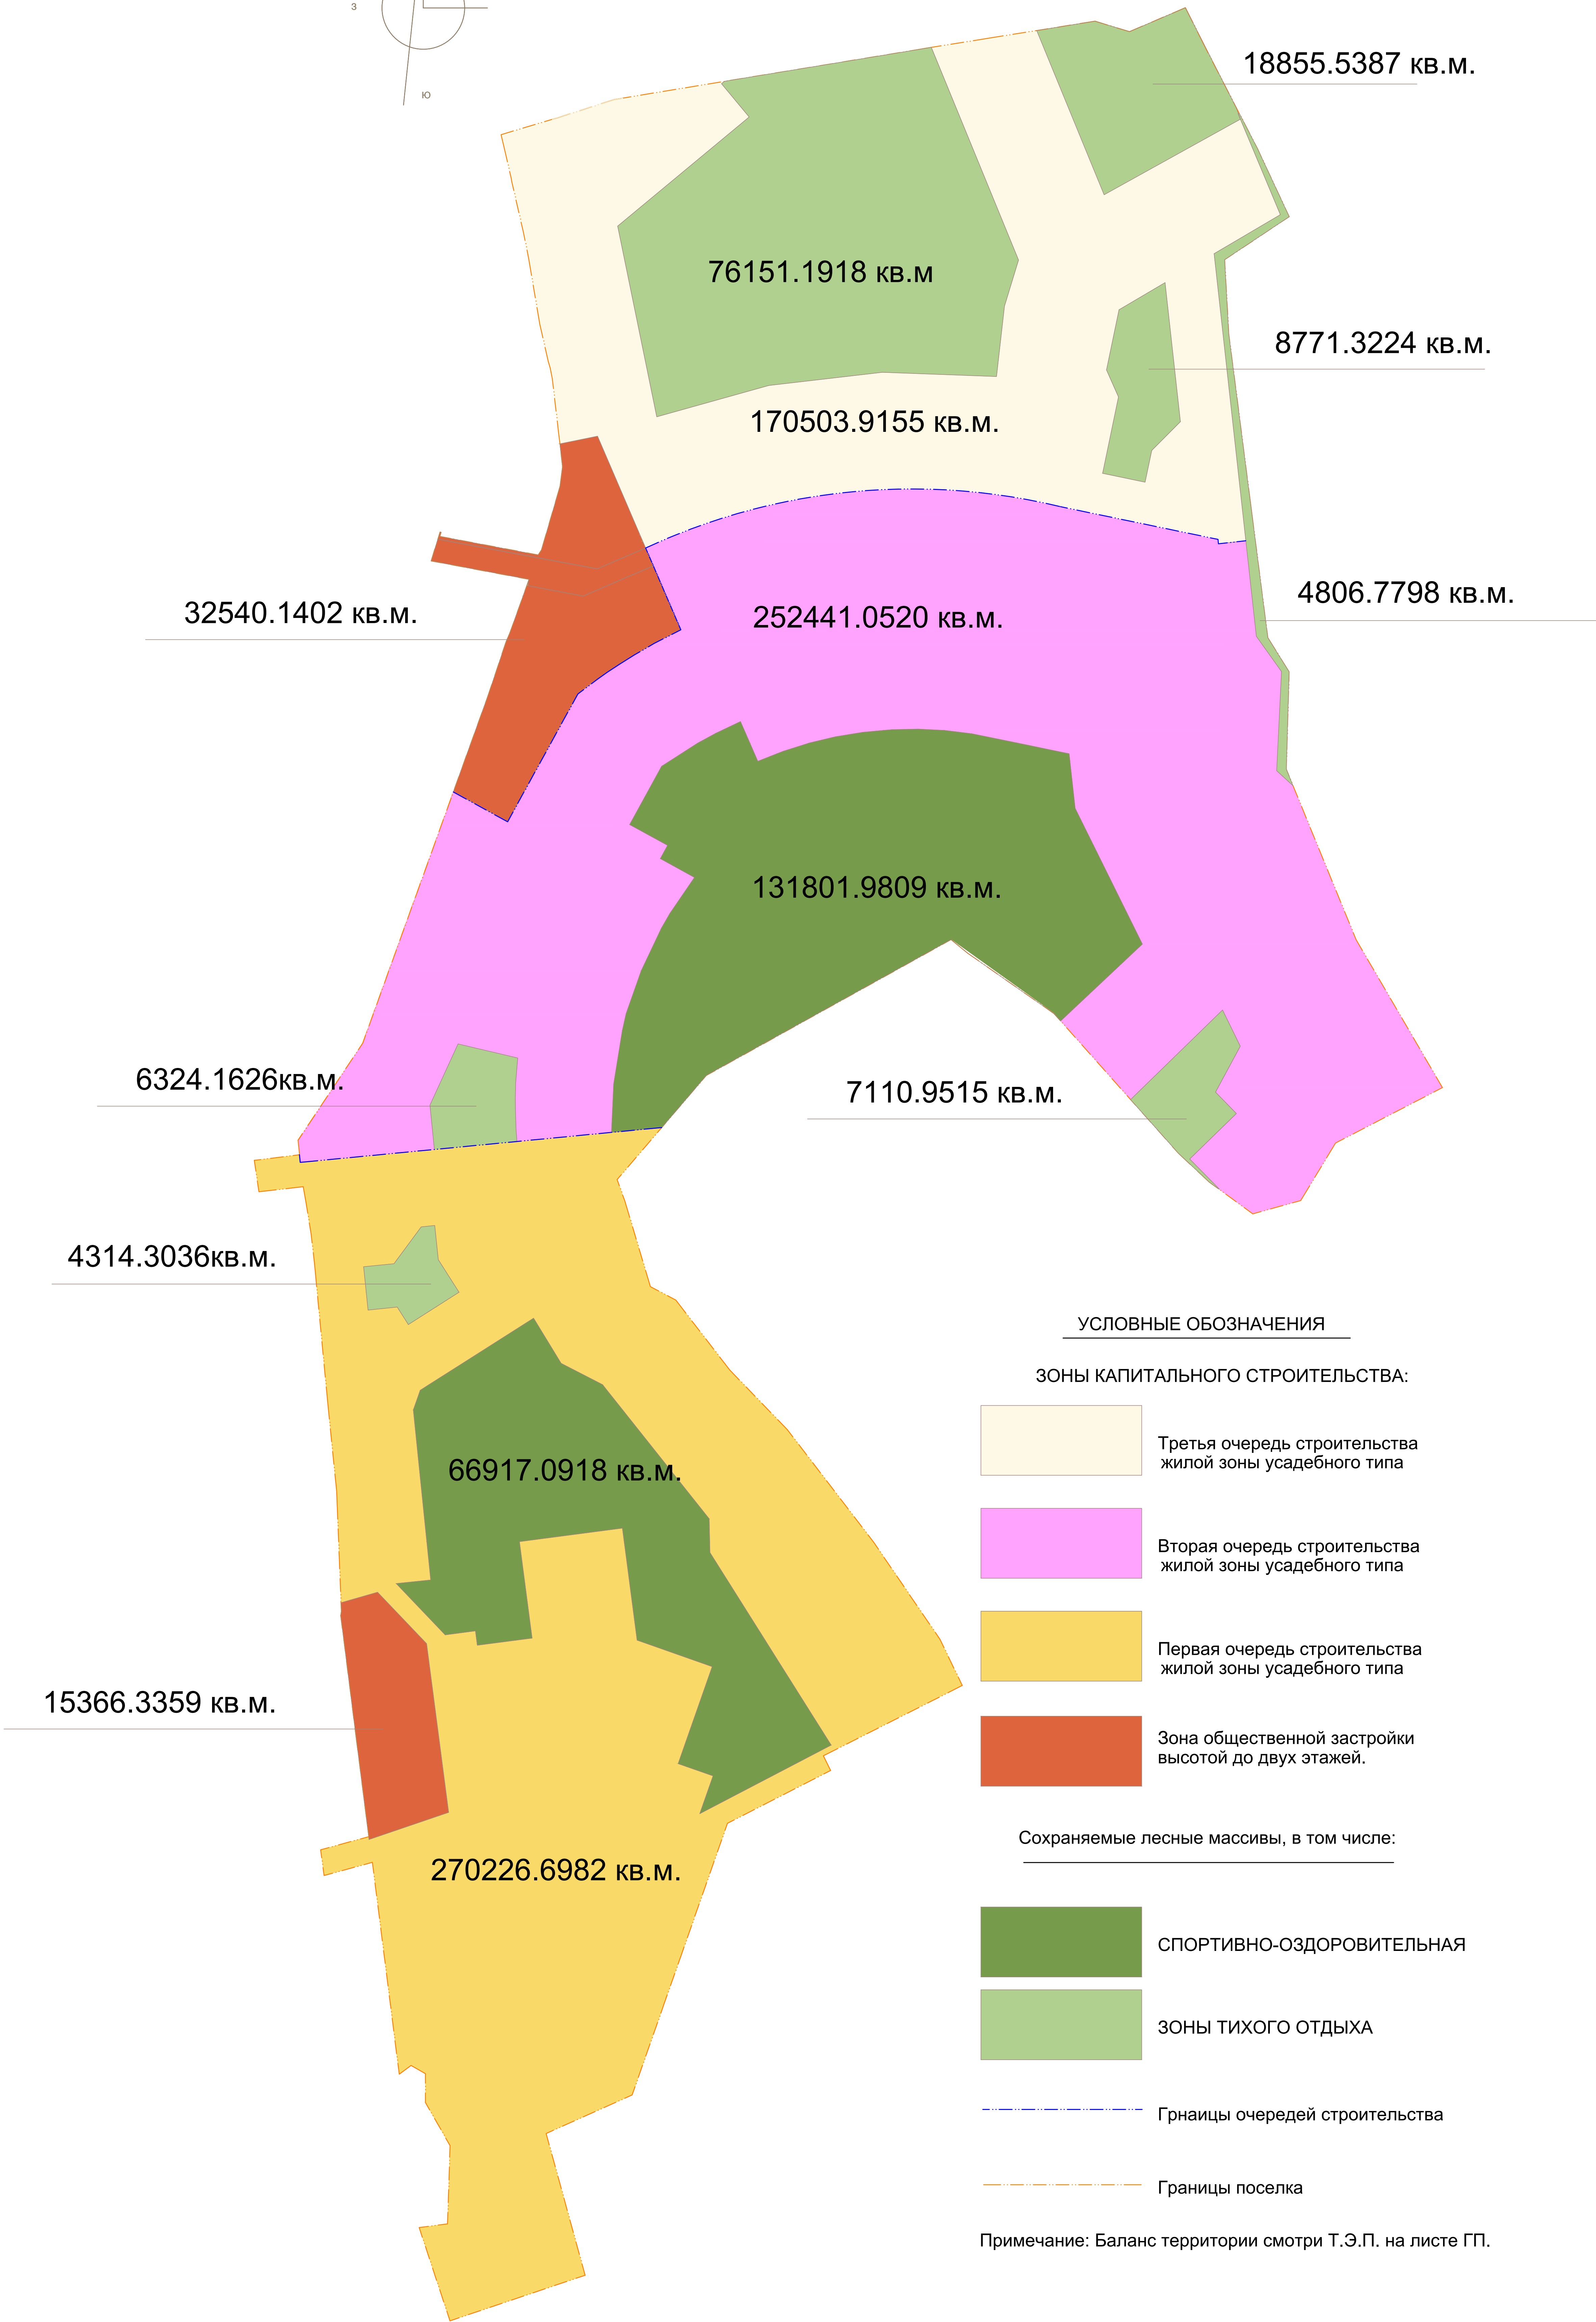 З
Ю
18855.5387 кв.м.
76151.1918 кв.м
8771.3224 кв.м.
170503.9155 кв.м.
4806.7798 кв.м.
32540.1402 кв.м.
252441.0520 кв.м.
131801.9809 кв.м.
6324.1626кв.м.
7110.9515 кв.м.
4314.3036кв.м.
66917.0918 кв.м.
15366.3359 кв.м.
270226.6982 кв.м.
УСЛОВНЫЕ ОБОЗНАЧЕНИЯ
ЗОНЫ КАПИТАЛЬНОГО СТРОИТЕЛЬСТВА:
Третья очередь строительства
жилой зоны усадебного типа
Вторая очередь строительства
жилой зоны усадебного типа
Первая очередь строительства
жилой зоны усадебного типа
Зона общественной застройки
высотой до двух этажей.
Сохраняемые лесные массивы, в том числе:
СПОРТИВНО-ОЗДОРОВИТЕЛЬНАЯ
ЗОНЫ ТИХОГО ОТДЫХА
Грнаицы очередей строительства
Границы поселка
Примечание: Баланс территории смотри Т.Э.П. на листе ГП.